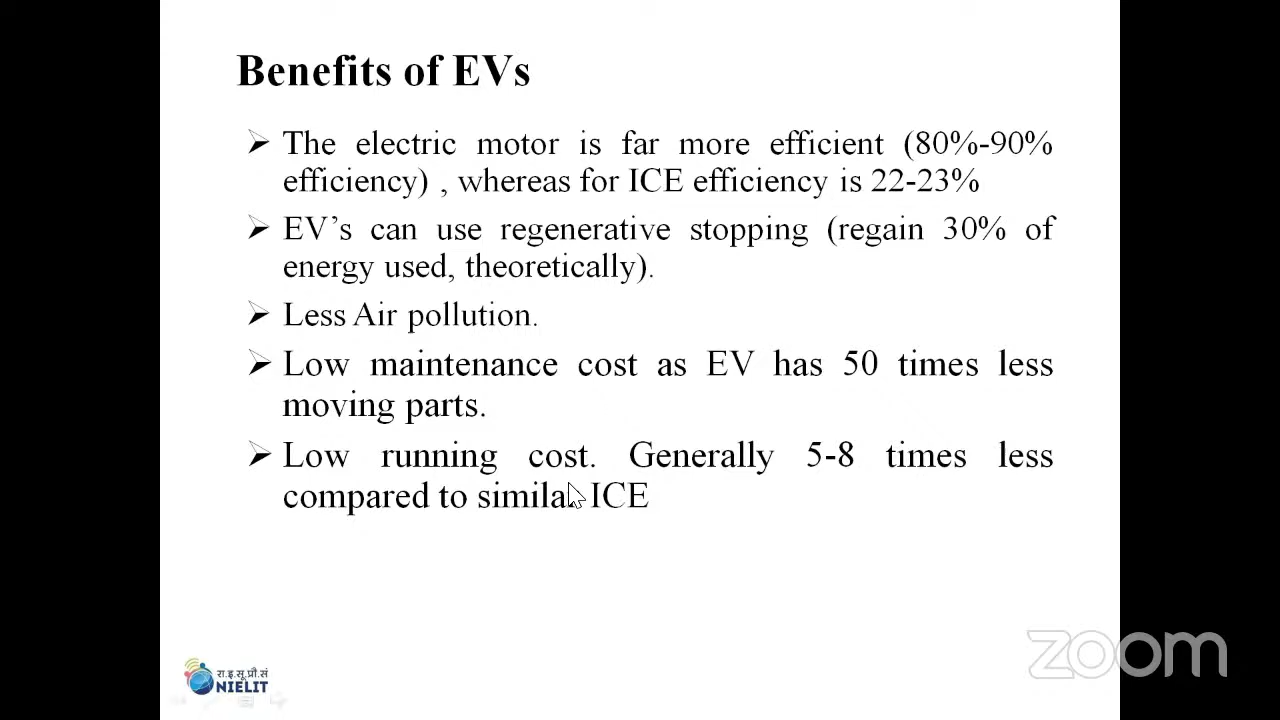 Benefits of EVs
➢ The electric motor is far more efficient (80%-90%
efficiency) , whereas for ICE efficiency is 22-23%
➢ EV’s can use regenerative stopping (regain 30% of
energy used, theoretically).
➢ Less Air pollution.
➢ Low maintenance cost as EV has 50 times less
moving parts.
➢ Low running cost. Generally 5-8 times less
compared to similar ICE
रा.इ.सू.प्रौ.सं
NIELIT
zoom